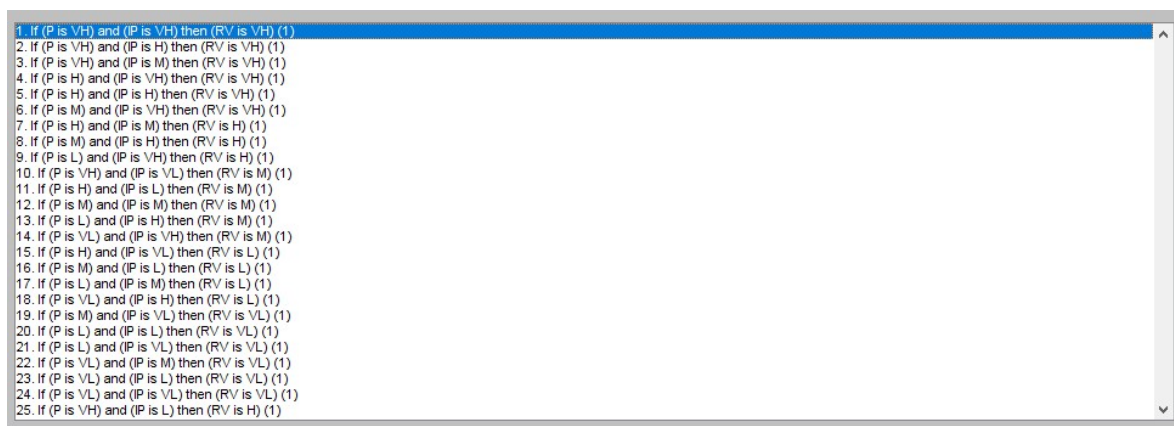 1. If (P is VH) and (IP is VH) then (RV is VH) (1)
2. If (P is VH) and (IP is H) then (RV is VH) (1)
3. If (P is VH) and (IP is M) then (RV is VH) (1)
4. If (P is H) and (IP is VH) then (RV is VH) (1)
5. If (P is H) and (IP is H) then (RV is VH) (1)
6. If (P is M) and (IP is VH) then (RV is VH) (1)
7. If (P is H) and (IP is M) then (RV is H) (1)
8. If (P is M) and (IP is H) then (RV is H) (1)
9. If (P is L) and (IP is VH) then (RV is H) (1)
10. If (P is VH) and (IP is VL) then (RV is M) (1)
11. If (P is H) and (IP is L) then (RV is M) (1)
12. If (P is M) and (IP is M) then (RV is M) (1)
13. If (P is L) and (IP is H) then (RV is M) (1)
14. If (P is VL) and (IP is VH) then (RV is M) (1)
15. If (P is H) and (IP is VL) then (RV is L) (1)
16. If (P is M) and (IP is L) then (RV is L) (1)
17. If (P is L) and (IP is M) then (RV is L) (1)
18. If (P is VL) and (IP is H) then (RV is L) (1)
19. If (P is M) and (IP is VL) then (RV is VL) (1)
20. If (P is L) and (IP is L) then (RV is VL) (1)
21. If (P is L) and (IP is VL) then (RV is VL) (1)
22. If (P is VL) and (IP is M) then (RV is VL) (1)
23. If (P is VL) and (IP is L) then (RV is VL) (1)
24. If (P is VL) and (IP is VL) then (RV is VL) (1)
25. If (P is VH) and (IP is L) then (RV is H) (1)